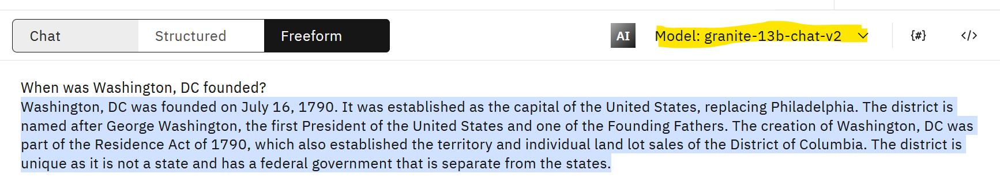 Chat Structured Freeform AI Model: granite-13b-chat-v2 {#} </>
When was Washington, DC founded?
Washington, DC was founded on July 16, 1790. It was established as the capital of the United States, replacing Philadelphia. The district is
named after George Washington, the first President of the United States and one of the Founding Fathers. The creation of Washington, DC was
part of the Residence Act of 1790, which also established the territory and individual land lot sales of the District of Columbia. The district is
unique as it is not a state and has a federal government that is separate from the states.